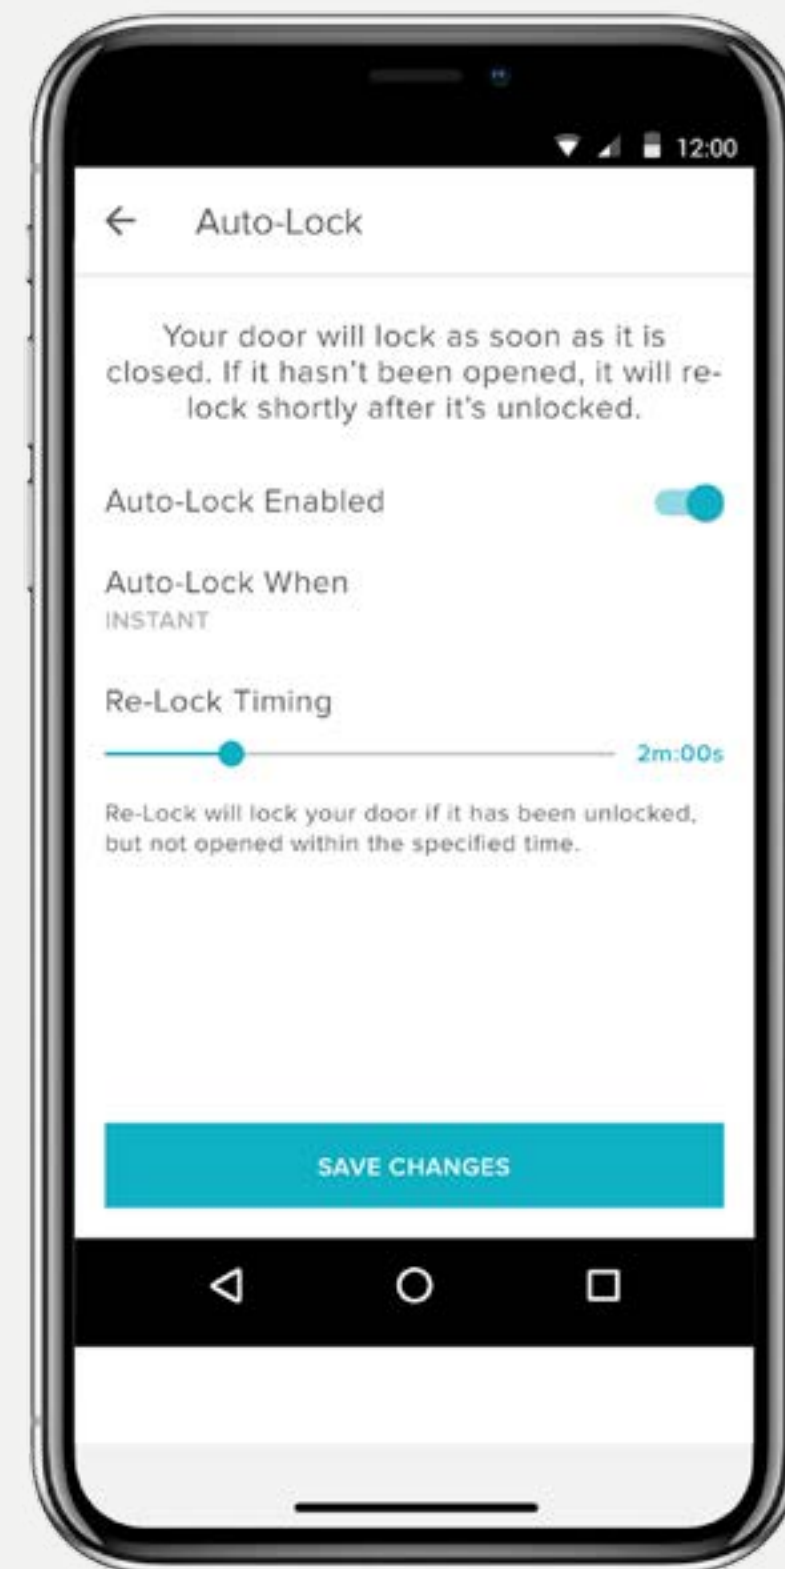 12:00
Auto-Lock
Your door will lock as soon as it is
closed. If it hasn't been opened, it will re-
lock shortly after it's unlocked.
Auto-Lock Enabled
Auto-Lock When
INSTANT
Re-Lock Timing
2m:00s
Re-Lock will lock your door if it has been unlocked,
but not opened within the specified time.
SAVE CHANGES